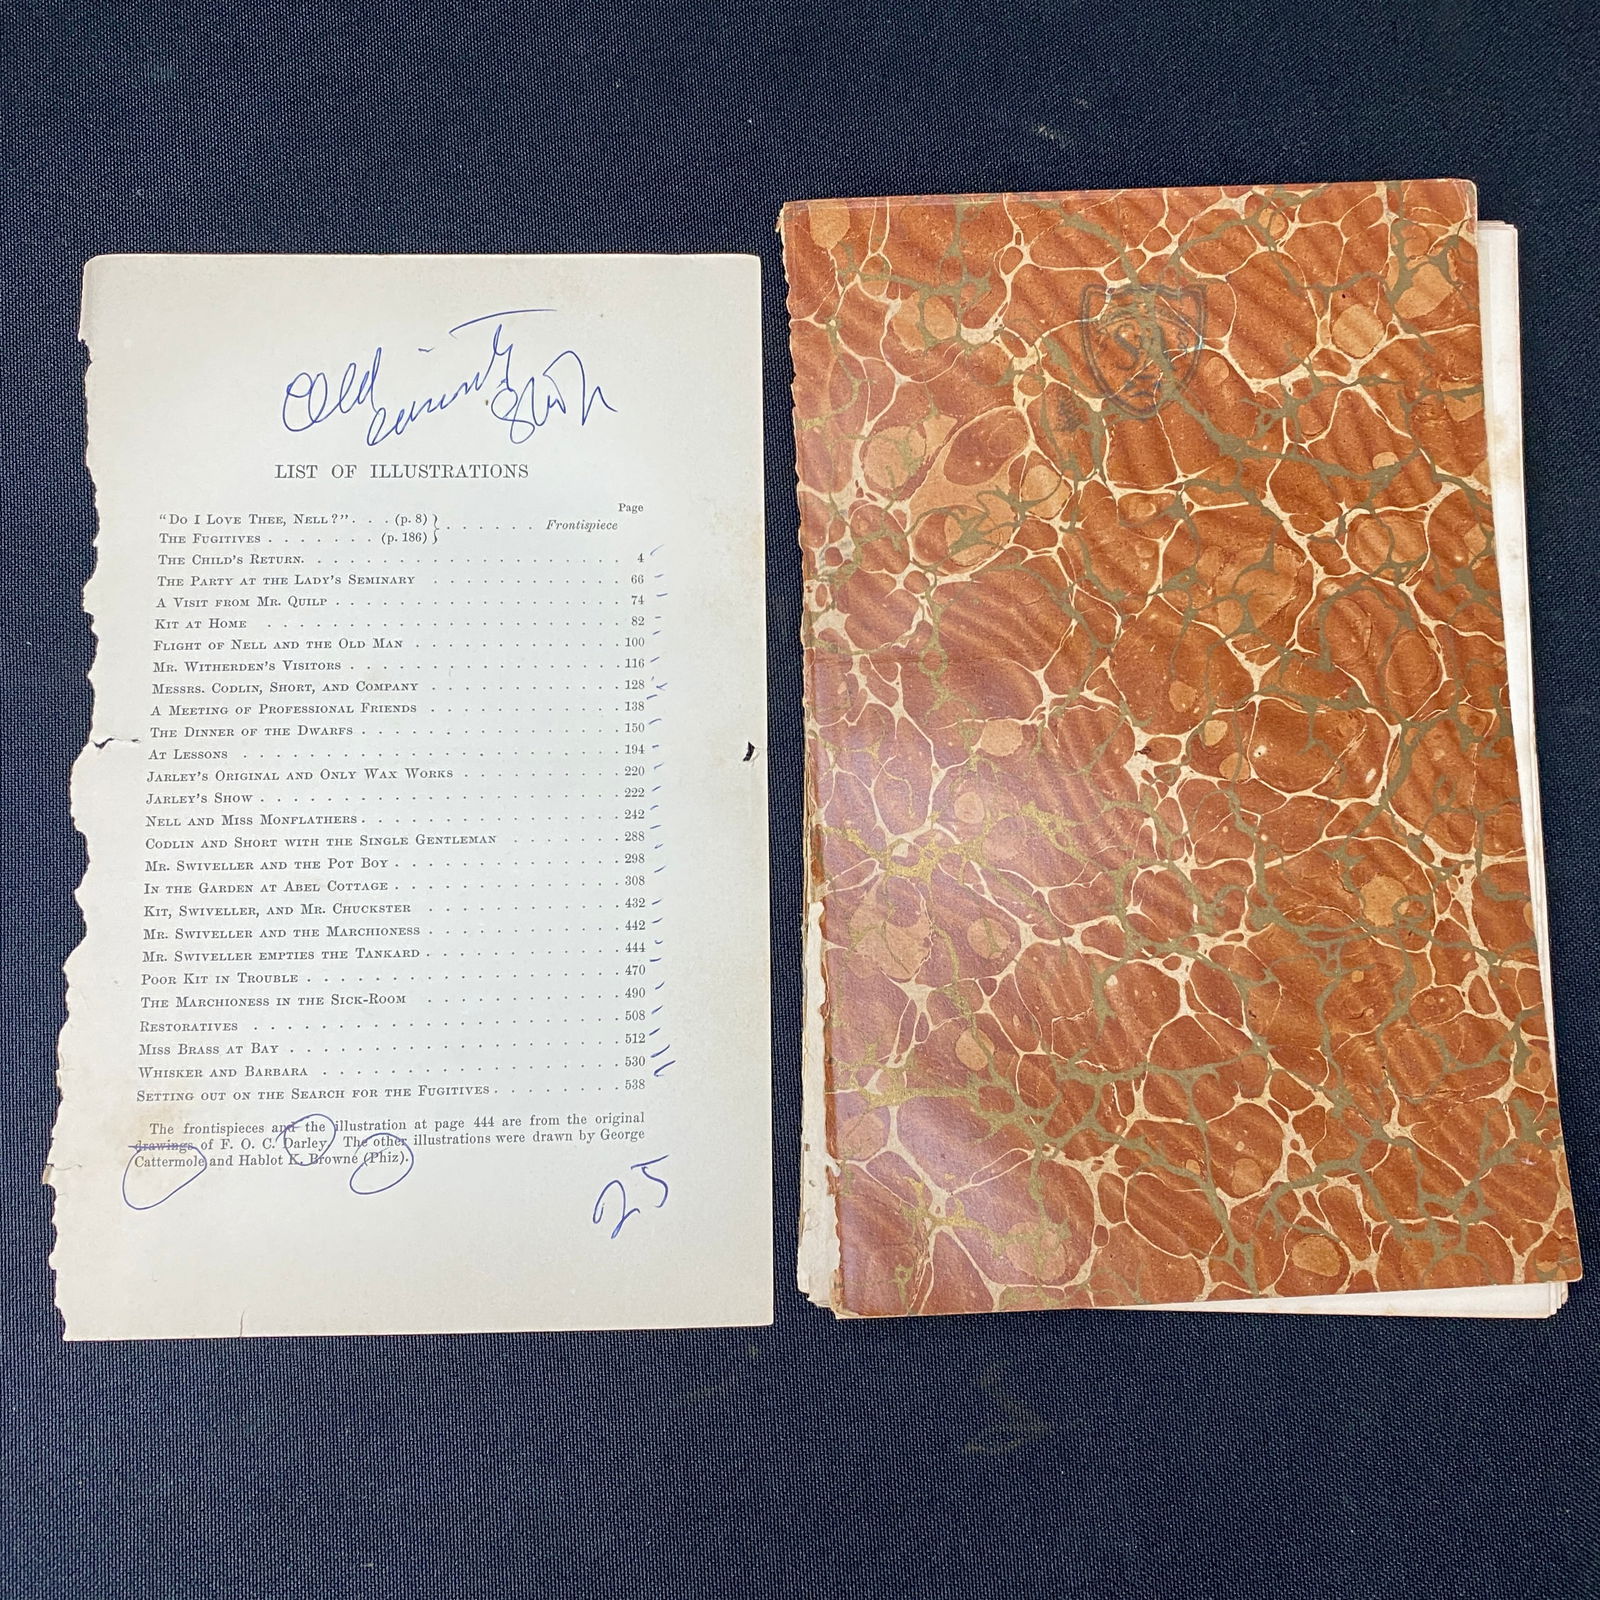 Old
curiosity
Shop
LIST OF ILLUSTRATIONS
Page
"Do I Love Thee, Nell?". . . (p. 8) } . . . . . . Frontispiece
The Fugitives . . . . . . . (p. 186) }
The Child's Return. . . . . . . . . . . . . . . . . . . . 4
The Party at the Lady's Seminary . . . . . . . . . . . . 66
A Visit from Mr. Quilp . . . . . . . . . . . . . . . . . 74
Kit at Home . . . . . . . . . . . . . . . . . . . . . . 82
Flight of Nell and the Old Man . . . . . . . . . . . . . 100
Mr. Witherden's Visitors . . . . . . . . . . . . . . . . 116
Messrs. Codlin, Short, and Company . . . . . . . . . . . . 128
A Meeting of Professional Friends . . . . . . . . . . . . 138
The Dinner of the Dwarfs . . . . . . . . . . . . . . . . 150
At Lessons . . . . . . . . . . . . . . . . . . . . . . . 194
Jarley's Original and Only Wax Works . . . . . . . . . . 220
Jarley's Show . . . . . . . . . . . . . . . . . . . . . . 222
Nell and Miss Monflathers . . . . . . . . . . . . . . . . 242
Codlin and Short with the Single Gentleman . . . . . . . 288
Mr. Swiveller and the Pot Boy . . . . . . . . . . . . . . 298
In the Garden at Abel Cottage . . . . . . . . . . . . . . 308
Kit, Swiveller, and Mr. Chuckster . . . . . . . . . . . . 432
Mr. Swiveller and the Marchioness . . . . . . . . . . . . 442
Mr. Swiveller empties the Tankard . . . . . . . . . . . . 444
Poor Kit in Trouble . . . . . . . . . . . . . . . . . . . 470
The Marchioness in the Sick-Room . . . . . . . . . . . . 490
Restoratives . . . . . . . . . . . . . . . . . . . . . . 508
Miss Brass at Bay . . . . . . . . . . . . . . . . . . . . 512
Whisker and Barbara . . . . . . . . . . . . . . . . . . . 530
Setting out on the Search for the Fugitives . . . . . . . . 538
The frontispieces and the illustration at page 444 are from the original
drawings of F. O. C. Darley. The other illustrations were drawn by George
Cattermole and Hablot K. Browne (Phiz).
25